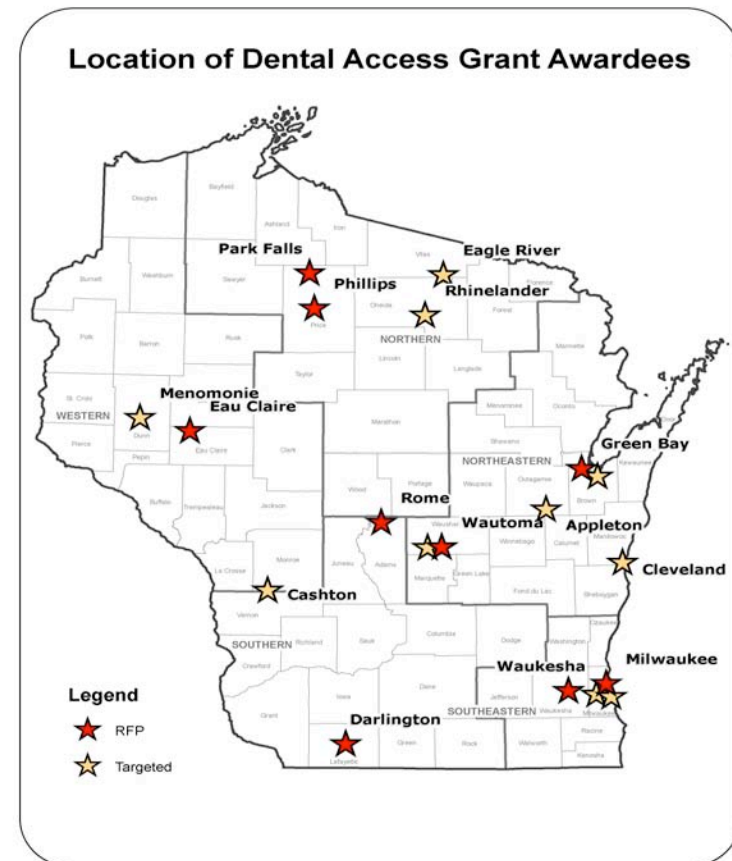 Location of Dental Access Grant Awardees
Douglas
Bayfield
Ashland
Iron
Vilas
Eagle River
Park Falls
Burnett
Washburn
Sawyer
Phillips
Rhinelander
Florence
Price
Oneida
Forest
NORTHERN
Polk
Barron
Rusk
Lincoln
Langlade
Marinette
Taylor
St. Croix
Menomonie
Eau Claire
WESTERN
Dunn
Marathon
Menominee
Oconto
Pierce
Pepin
Eau Claire
Clark
Shawano
Green Bay
NORTHEASTERN
Kewaunee
Buffalo
Trempealeau
Jackson
Wood
Portage
Waupaca
Outagamie
Brown
Rome
Wautoma
Appleton
Waushara
Manitowoc
Winnebago
Calumet
La Crosse
Monroe
Juneau
Adams
Marquette
Green Lake
Cleveland
Cashton
Fond du Lac
Sheboygan
Vernon
Richland
Sauk
Columbia
Dodge
Washington
Ozaukee
SOUTHERN
Crawford
Waukesha
Milwaukee
Legend
RFP
Targeted
Iowa
Dane
Jefferson
Waukesha
Milwaukee
Grant
Darlington
SOUTHEASTERN
Lafayette
Green
Rock
Walworth
Racine
Kenosha